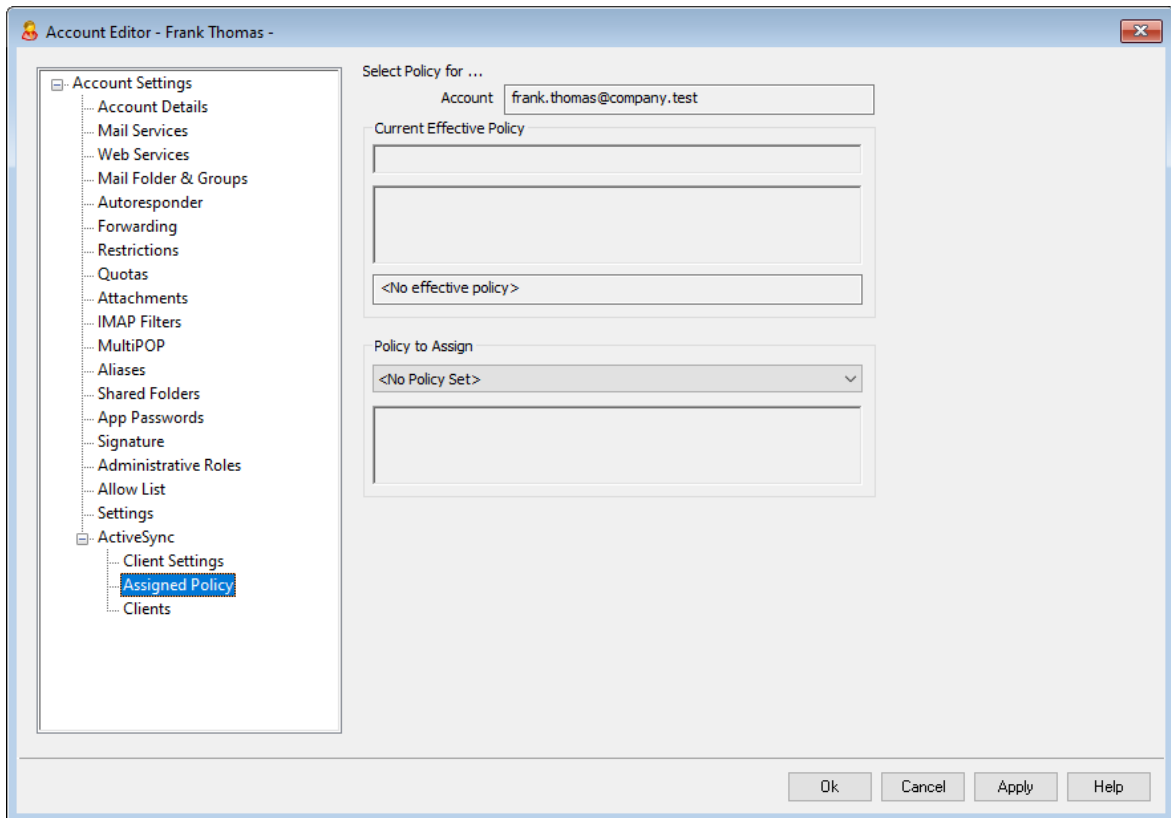 Account Editor - Frank Thomas -
Account Settings
Account Details
Mail Services
Web Services
Mail Folder & Groups
Autoresponder
Forwarding
Restrictions
Quotas
Attachments
IMAP Filters
MultiPOP
Aliases
Shared Folders
App Passwords
Signature
Administrative Roles
Allow List
Settings
ActiveSync
Client Settings
Assigned Policy
Clients
Select Policy for ...
Account frank.thomas@company.test
Current Effective Policy
<No effective policy>
Policy to Assign
<No Policy Set>
Ok Cancel Apply Help